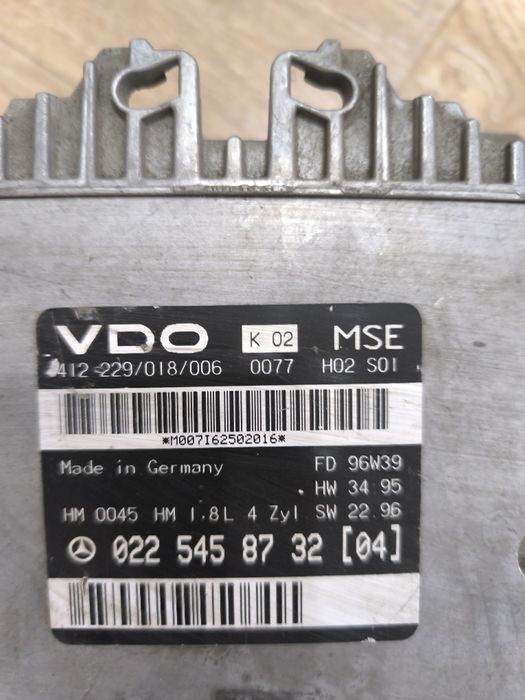 VDO K 02 MSE
412-229/018/006 0077 H02 S01
*M007I62502016*
Made in Germany FD 96W39
HW 34 95
HM 0045 HM 1.8L 4 Zyl SW 22 96
022 545 87 32 [04]